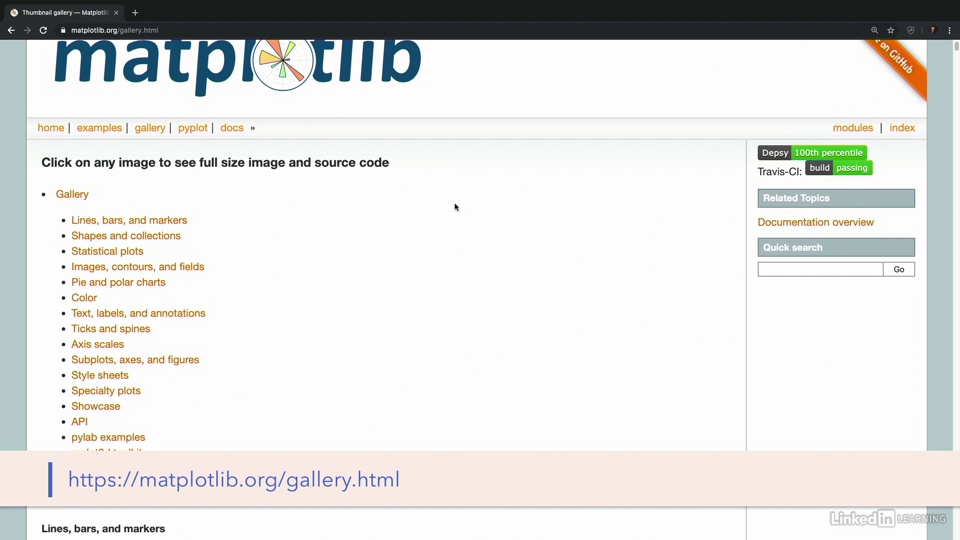 Thumbnail gallery — Matplotli
matplotlib.org/gallery.html
matplotlib
on GitHub
home | examples | gallery | pyplot | docs »
modules | index
Click on any image to see full size image and source code
Depsy 100th percentile
Travis-CI: build passing
Gallery
Related Topics
Lines, bars, and markers
Documentation overview
Shapes and collections
Statistical plots
Quick search
Images, contours, and fields
Go
Pie and polar charts
Color
Text, labels, and annotations
Ticks and spines
Axis scales
Subplots, axes, and figures
Style sheets
Specialty plots
Showcase
API
pylab examples
https://matplotlib.org/gallery.html
LinkedIn LEARNING
Lines, bars, and markers